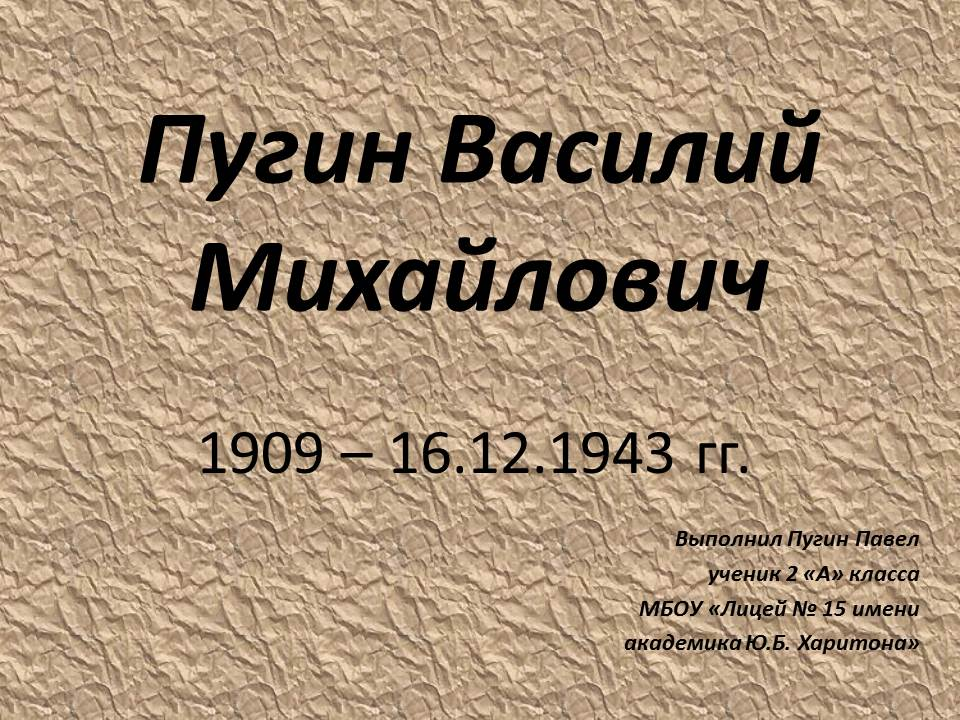 Пугин Василий
Михайлович
1909 – 16.12.1943 гг.
Выполнил Пугин Павел
ученик 2 «А» класса
МБОУ «Лицей № 15 имени
академика Ю.Б. Харитона»